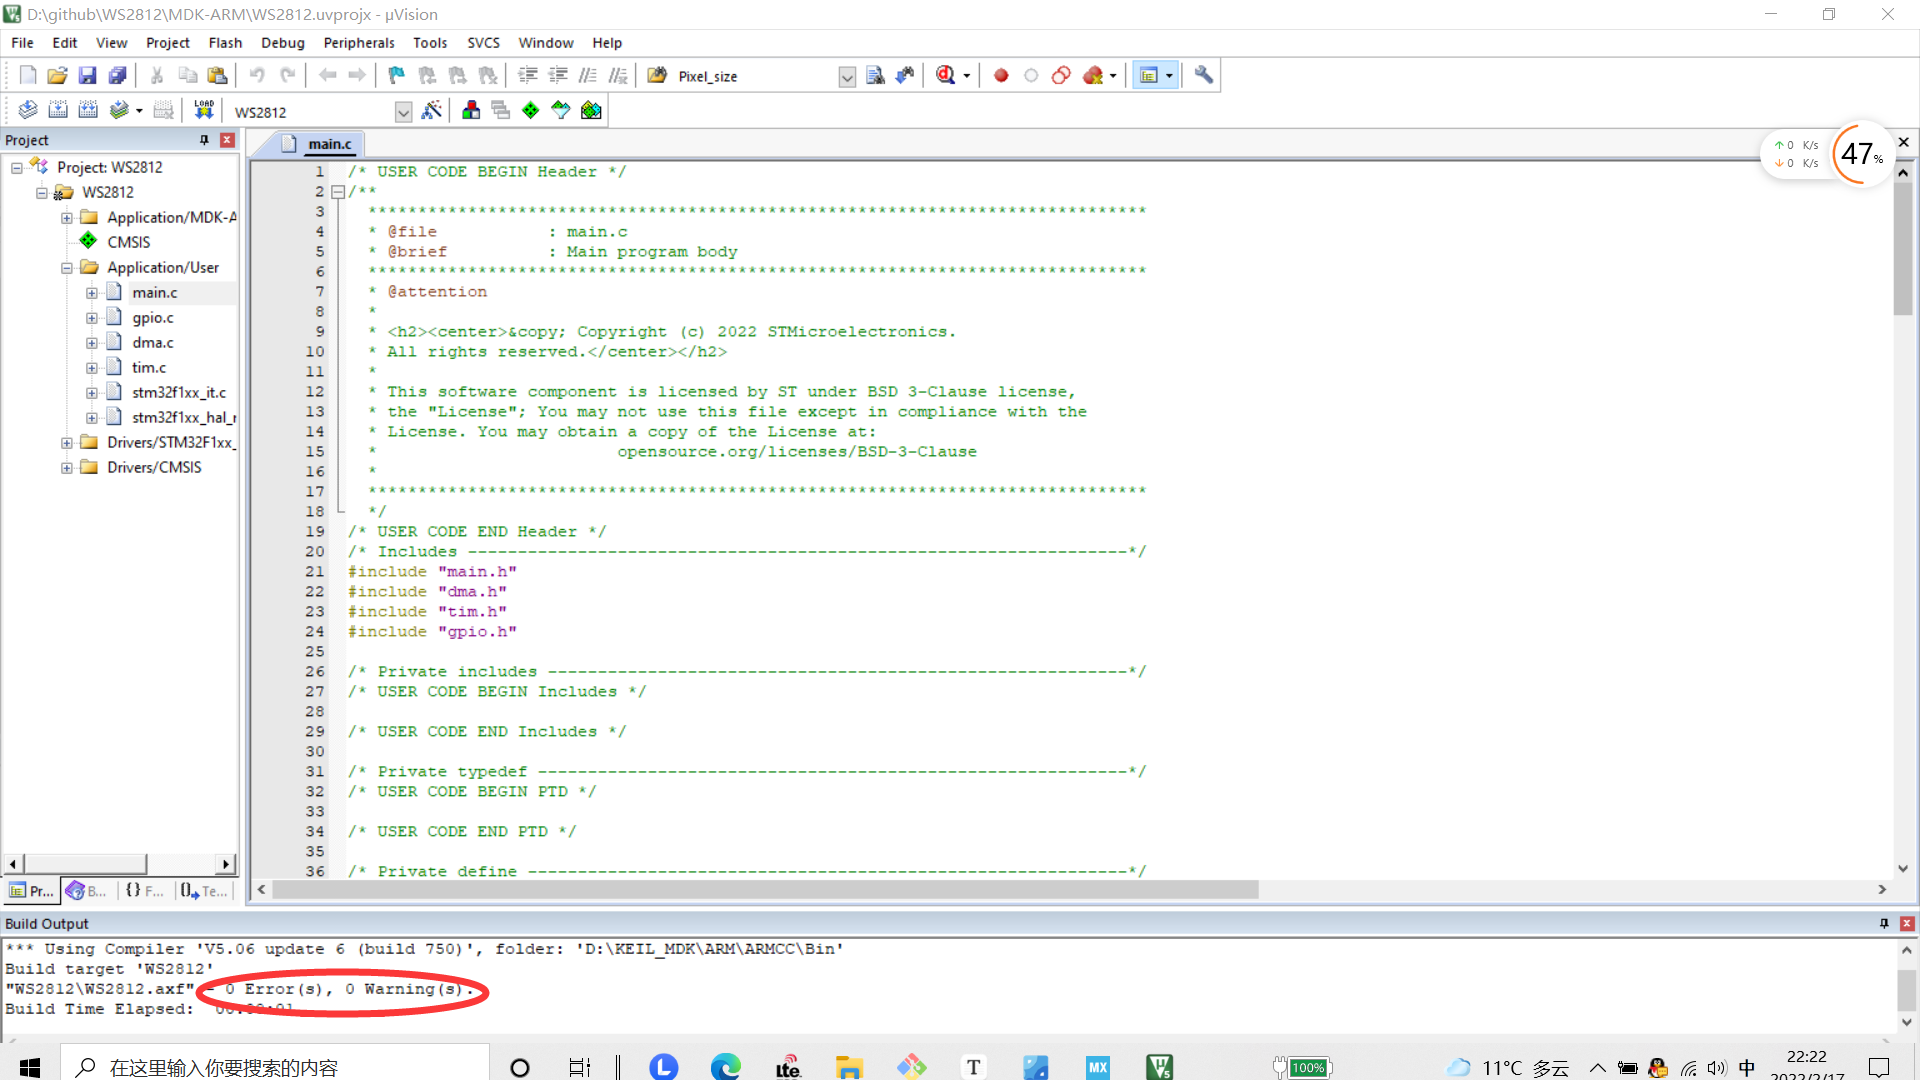 D:\github\WS2812\MDK-ARM\WS2812.uvprojx - µVision
File Edit View Project Flash Debug Peripherals Tools SVCS Window Help
Pixel_size
LOAD WS2812
Project
main.c
Project: WS2812
WS2812
Application/MDK-A
CMSIS
Application/User
main.c
gpio.c
dma.c
tim.c
stm32f1xx_it.c
stm32f1xx_hal_r
Drivers/STM32F1xx_
Drivers/CMSIS
Pr... B... {} F... Te...
↑ 0 K/s
↓ 0 K/s
47%
1 /* USER CODE BEGIN Header */
2 /**
3 ******************************************************************************
4 * @file : main.c
5 * @brief : Main program body
6 ******************************************************************************
7 * @attention
8 *
9 * <h2><center>&copy; Copyright (c) 2022 STMicroelectronics.
10 * All rights reserved.</center></h2>
11 *
12 * This software component is licensed by ST under BSD 3-Clause license,
13 * the "License"; You may not use this file except in compliance with the
14 * License. You may obtain a copy of the License at:
15 * opensource.org/licenses/BSD-3-Clause
16 *
17 ******************************************************************************
18 */
19 /* USER CODE END Header */
20 /* Includes ------------------------------------------------------------------*/
21 #include "main.h"
22 #include "dma.h"
23 #include "tim.h"
24 #include "gpio.h"
25
26 /* Private includes ----------------------------------------------------------*/
27 /* USER CODE BEGIN Includes */
28
29 /* USER CODE END Includes */
30
31 /* Private typedef -----------------------------------------------------------*/
32 /* USER CODE BEGIN PTD */
33
34 /* USER CODE END PTD */
35
36 /* Private define ------------------------------------------------------------*/
Build Output
*** Using Compiler 'V5.06 update 6 (build 750)', folder: 'D:\KEIL_MDK\ARM\ARMCC\Bin'
Build target 'WS2812'
"WS2812\WS2812.axf" - 0 Error(s), 0 Warning(s).
Build Time Elapsed: 00:00:01
在这里输入你要搜索的内容
L lte T MX 100% 11°C 多云 中 22:22
2022/2/17